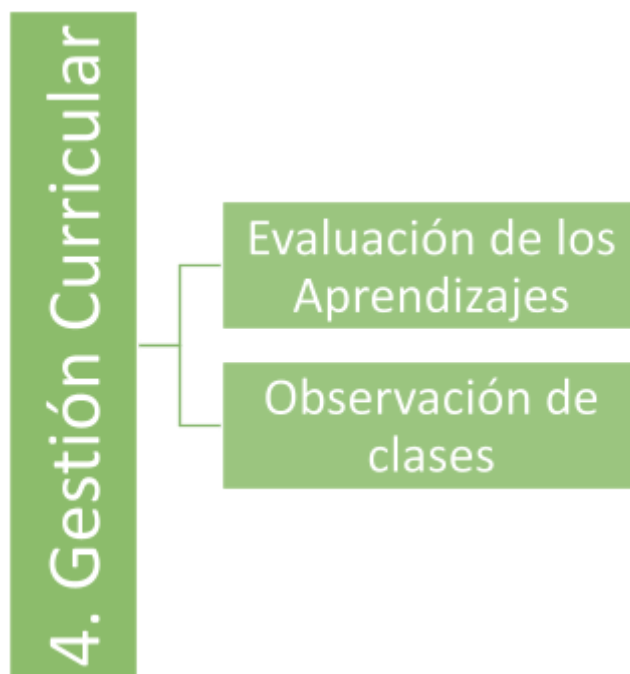 4. Gestión Curricular
Evaluación de los
Aprendizajes
Observación de
clases